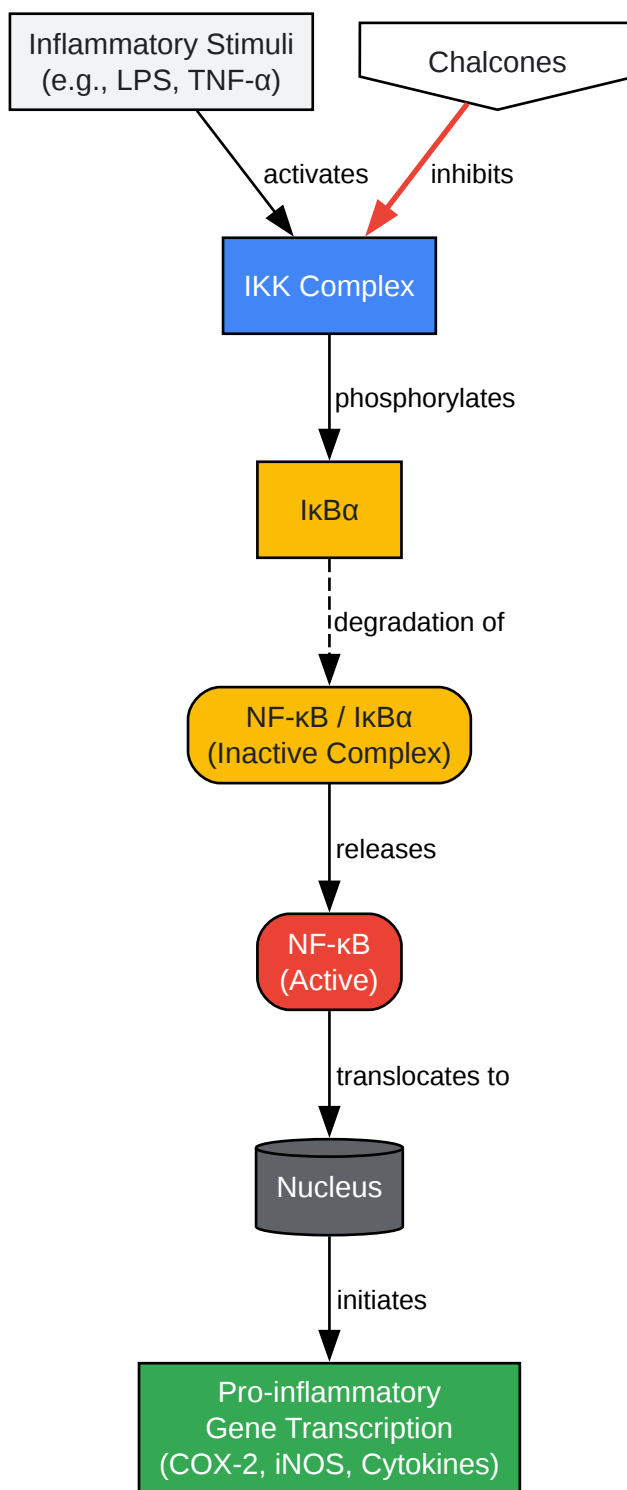 Inflammatory Stimuli
(e.g., LPS, TNF-α)
Chalcones
activates
inhibits
IKK Complex
phosphorylates
IκBα
degradation of
NF-κB / IκBα
(Inactive Complex)
releases
NF-κB
(Active)
translocates to
Nucleus
initiates
Pro-inflammatory
Gene Transcription
(COX-2, iNOS, Cytokines)